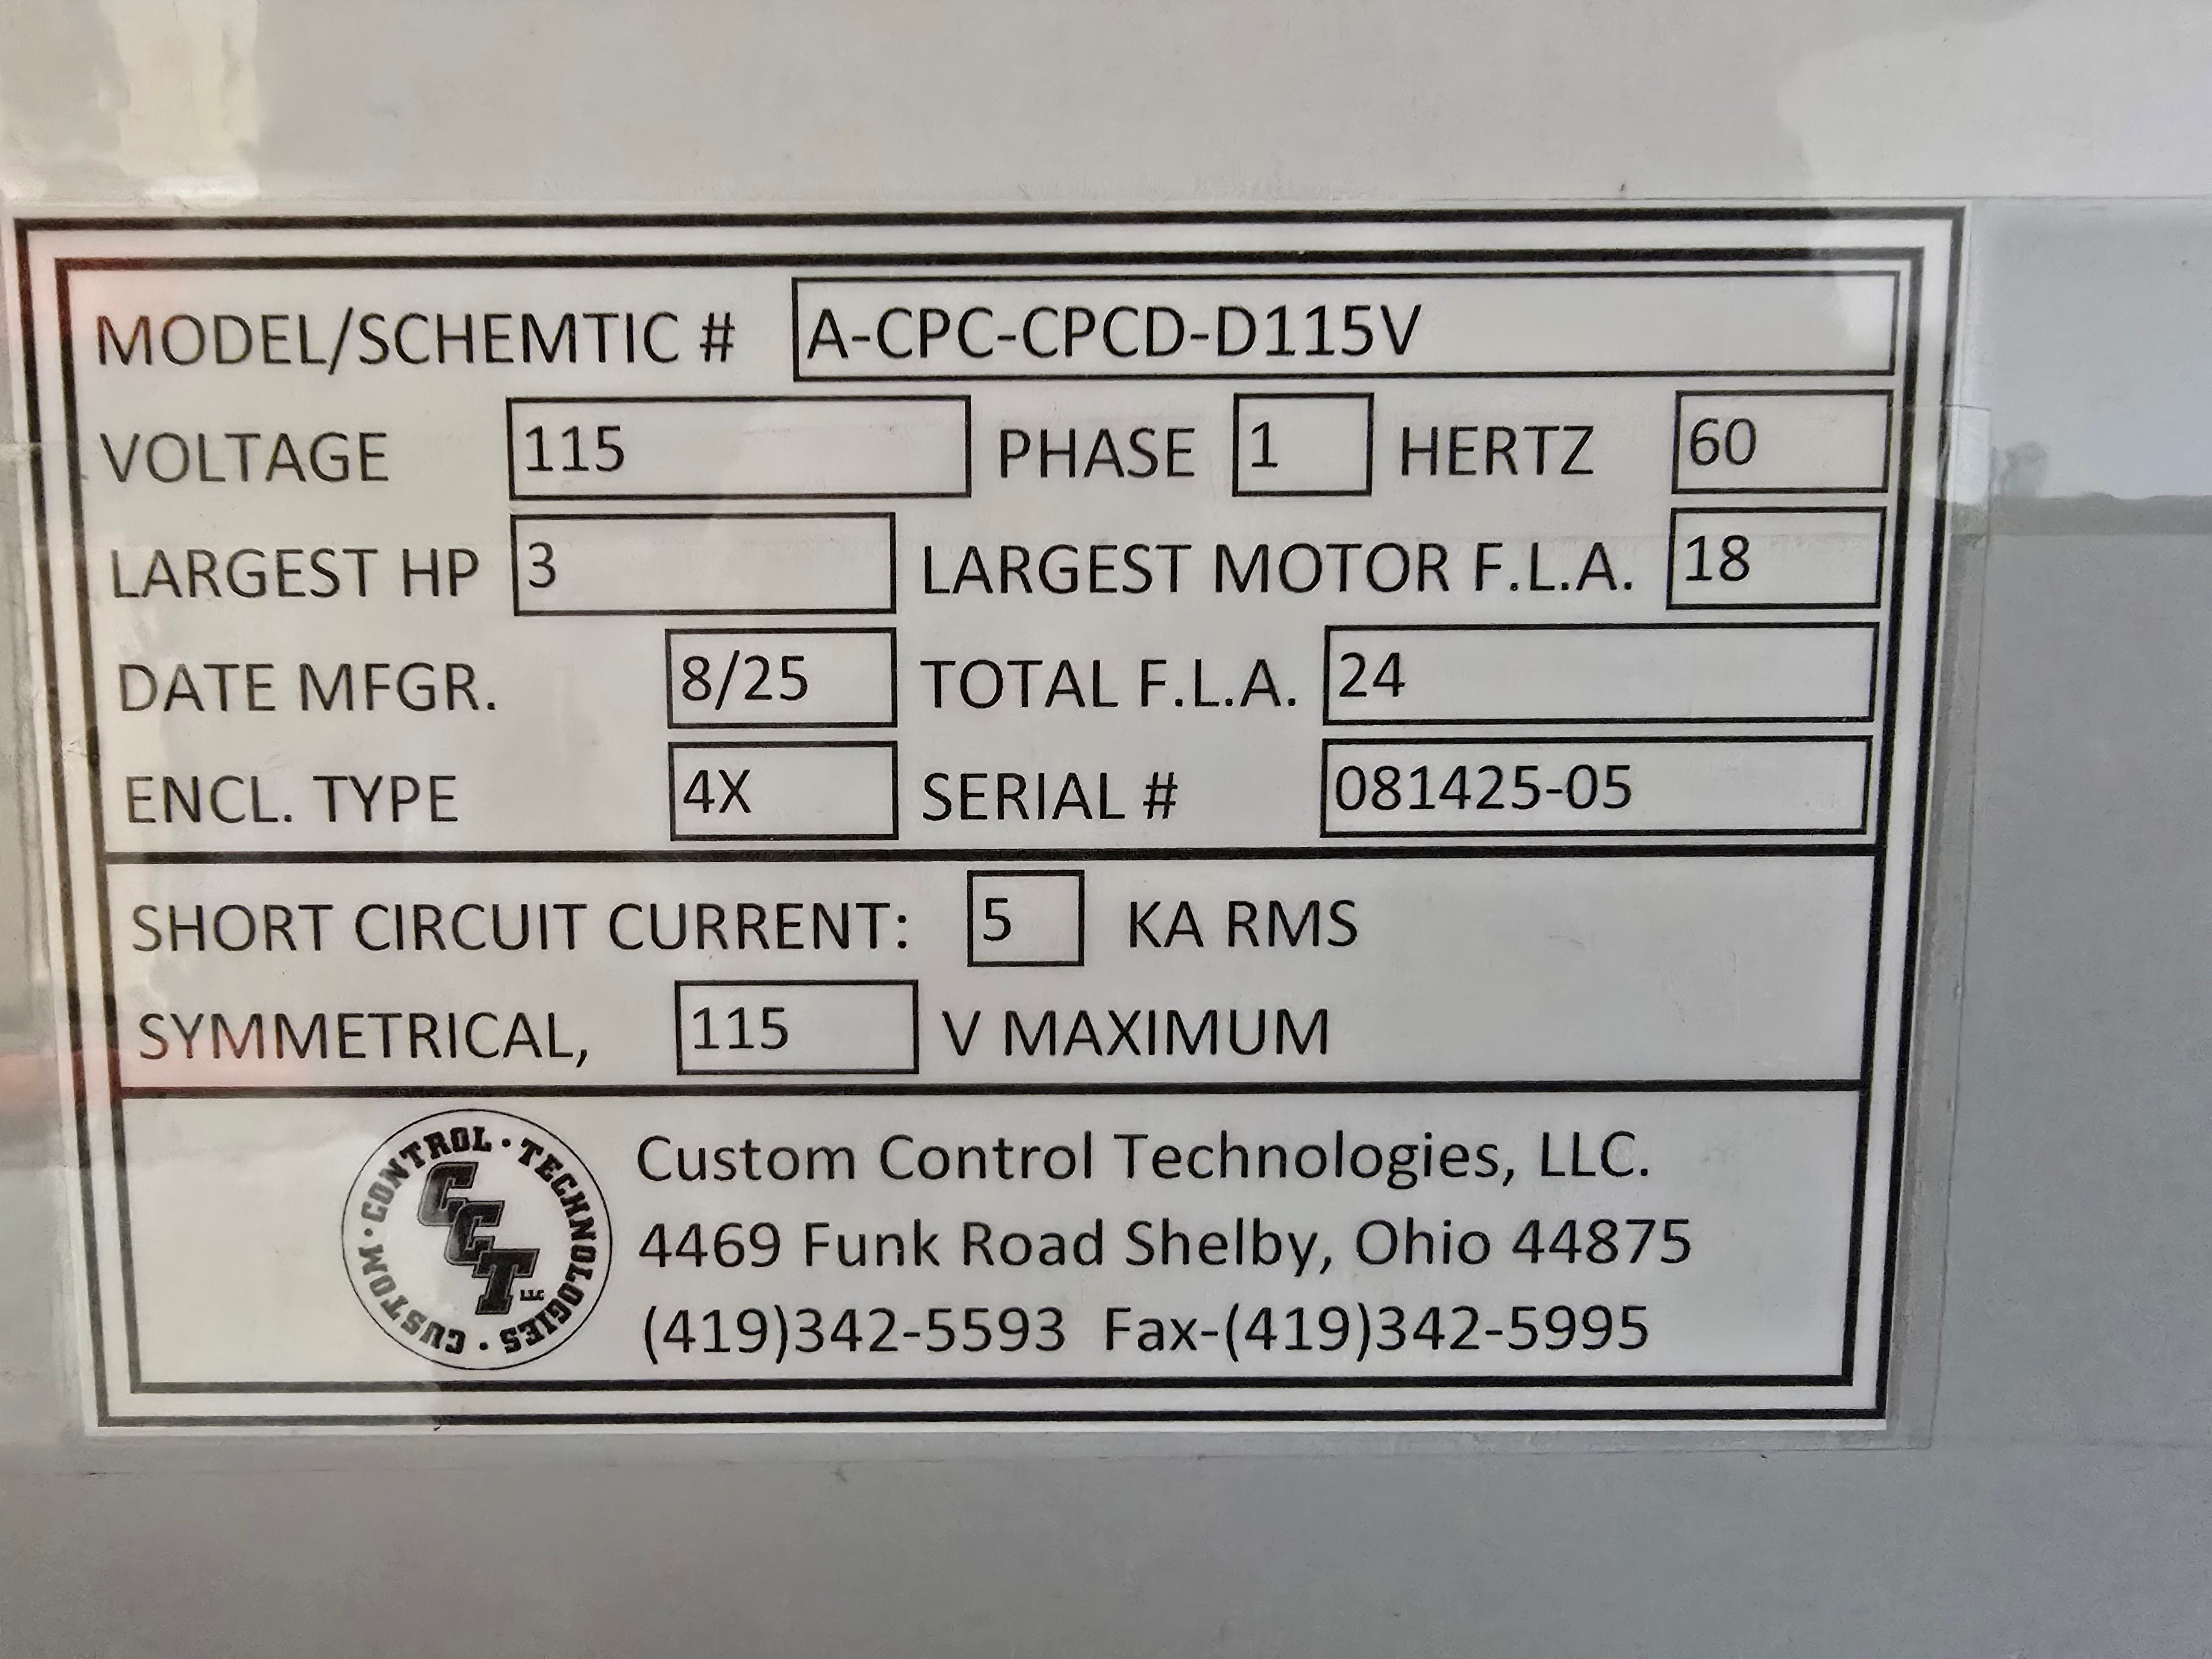 MODEL/SCHEMTIC # A-CPC-CPCD-D115V
VOLTAGE 115 PHASE 1 HERTZ 60
LARGEST HP 3 LARGEST MOTOR F.L.A. 18
DATE MFGR. 8/25 TOTAL F.L.A. 24
ENCL. TYPE 4X SERIAL # 081425-05
SHORT CIRCUIT CURRENT: 5 KA RMS
SYMMETRICAL, 115 V MAXIMUM
CUSTOM · CONTROL · TECHNOLOGIES ·
CCT LLC
Custom Control Technologies, LLC.
4469 Funk Road Shelby, Ohio 44875
(419)342-5593 Fax-(419)342-5995